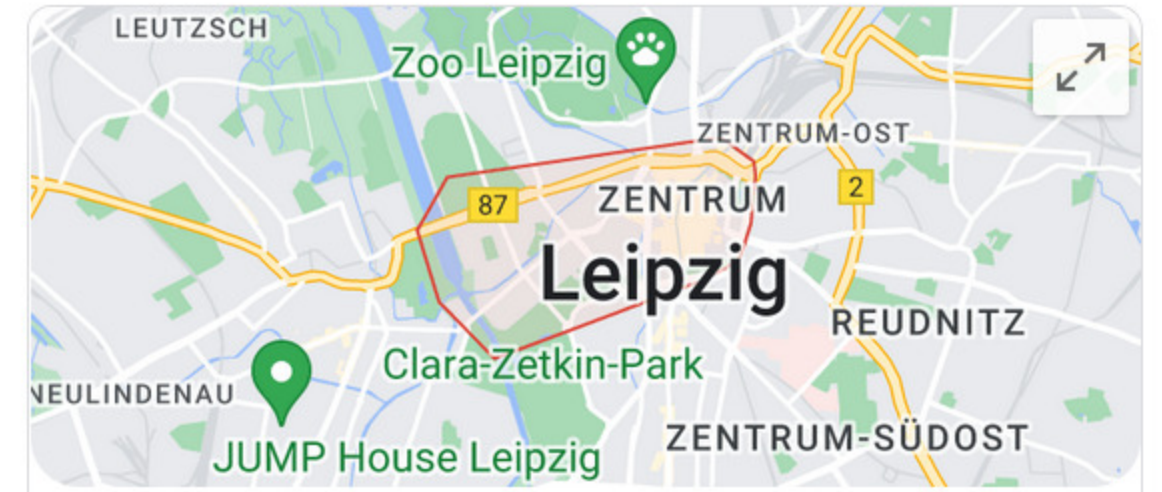 LEUTZSCH
Zoo Leipzig
ZENTRUM-OST
87
ZENTRUM
2
Leipzig
REUDNITZ
Clara-Zetkin-Park
NEULINDENAU
ZENTRUM-SÜDOST
JUMP House Leipzig